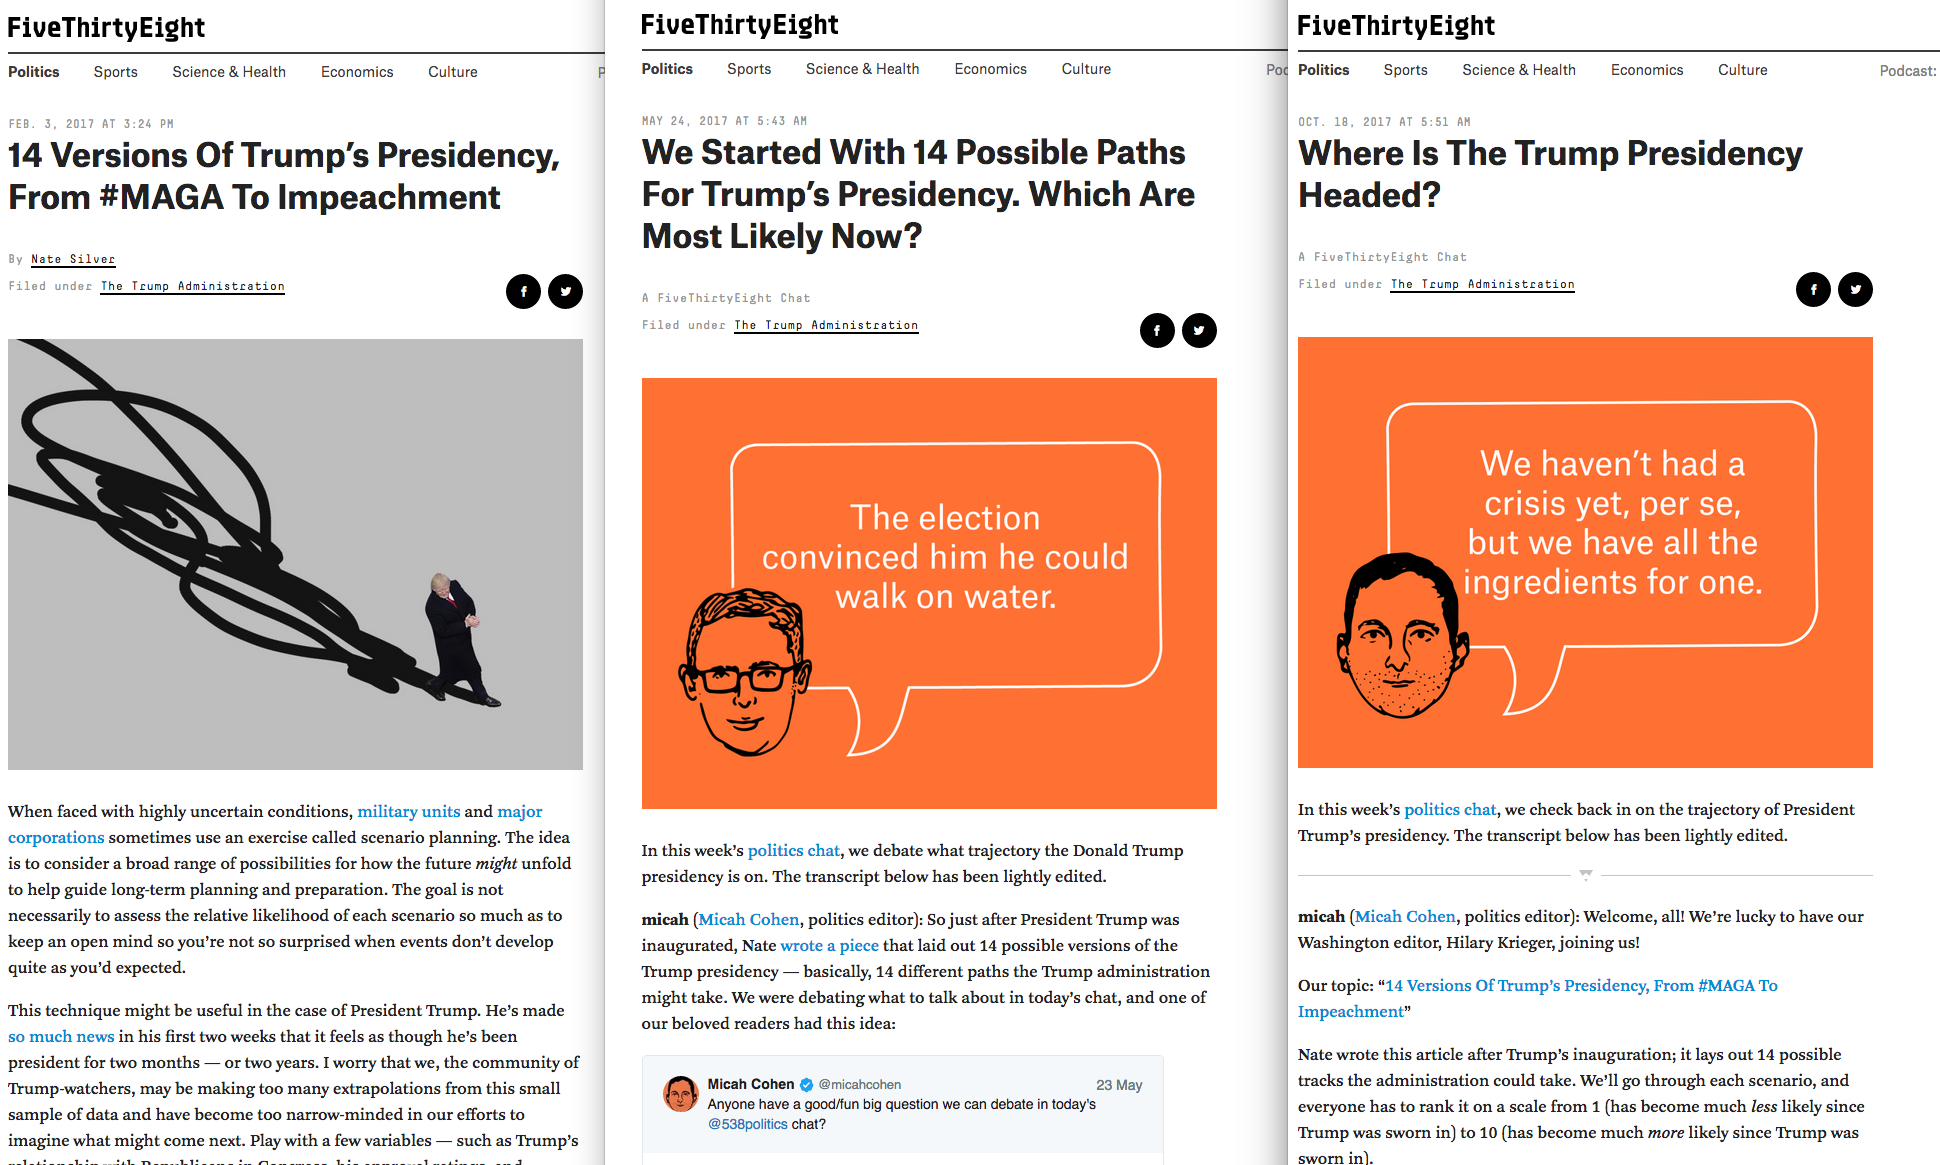 FiveThirtyEight
Politics Sports Science & Health Economics Culture P
FEB. 3, 2017 AT 3:24 PM
14 Versions Of Trump’s Presidency,
From #MAGA To Impeachment
By Nate Silver
Filed under The Trump Administration
When faced with highly uncertain conditions, military units and major
corporations sometimes use an exercise called scenario planning. The idea
is to consider a broad range of possibilities for how the future might unfold
to help guide long-term planning and preparation. The goal is not
necessarily to assess the relative likelihood of each scenario so much as to
keep an open mind so you’re not so surprised when events don’t develop
quite as you’d expected.
This technique might be useful in the case of President Trump. He’s made
so much news in his first two weeks that it feels as though he’s been
president for two months — or two years. I worry that we, the community of
Trump-watchers, may be making too many extrapolations from this small
sample of data and have become too narrow-minded in our efforts to
imagine what might come next. Play with a few variables — such as Trump’s
relationship with Republicans in Congress, his approval ratings, and
FiveThirtyEight
Politics Sports Science & Health Economics Culture Poc
MAY 24, 2017 AT 5:43 AM
We Started With 14 Possible Paths
For Trump’s Presidency. Which Are
Most Likely Now?
A FiveThirtyEight Chat
Filed under The Trump Administration
The election
convinced him he could
walk on water.
In this week’s politics chat, we debate what trajectory the Donald Trump
presidency is on. The transcript below has been lightly edited.
micah (Micah Cohen, politics editor): So just after President Trump was
inaugurated, Nate wrote a piece that laid out 14 possible versions of the
Trump presidency — basically, 14 different paths the Trump administration
might take. We were debating what to talk about in today’s chat, and one of
our beloved readers had this idea:
Micah Cohen @micahcohen 23 May
Anyone have a good/fun big question we can debate in today's
@538politics chat?
FiveThirtyEight
Politics Sports Science & Health Economics Culture Podcast:
OCT. 18, 2017 AT 5:51 AM
Where Is The Trump Presidency
Headed?
A FiveThirtyEight Chat
Filed under The Trump Administration
We haven’t had a
crisis yet, per se,
but we have all the
ingredients for one.
In this week’s politics chat, we check back in on the trajectory of President
Trump’s presidency. The transcript below has been lightly edited.
micah (Micah Cohen, politics editor): Welcome, all! We’re lucky to have our
Washington editor, Hilary Krieger, joining us!
Our topic: “14 Versions Of Trump’s Presidency, From #MAGA To
Impeachment”
Nate wrote this article after Trump’s inauguration; it lays out 14 possible
tracks the administration could take. We’ll go through each scenario, and
everyone has to rank it on a scale from 1 (has become much less likely since
Trump was sworn in) to 10 (has become much more likely since Trump was
sworn in).